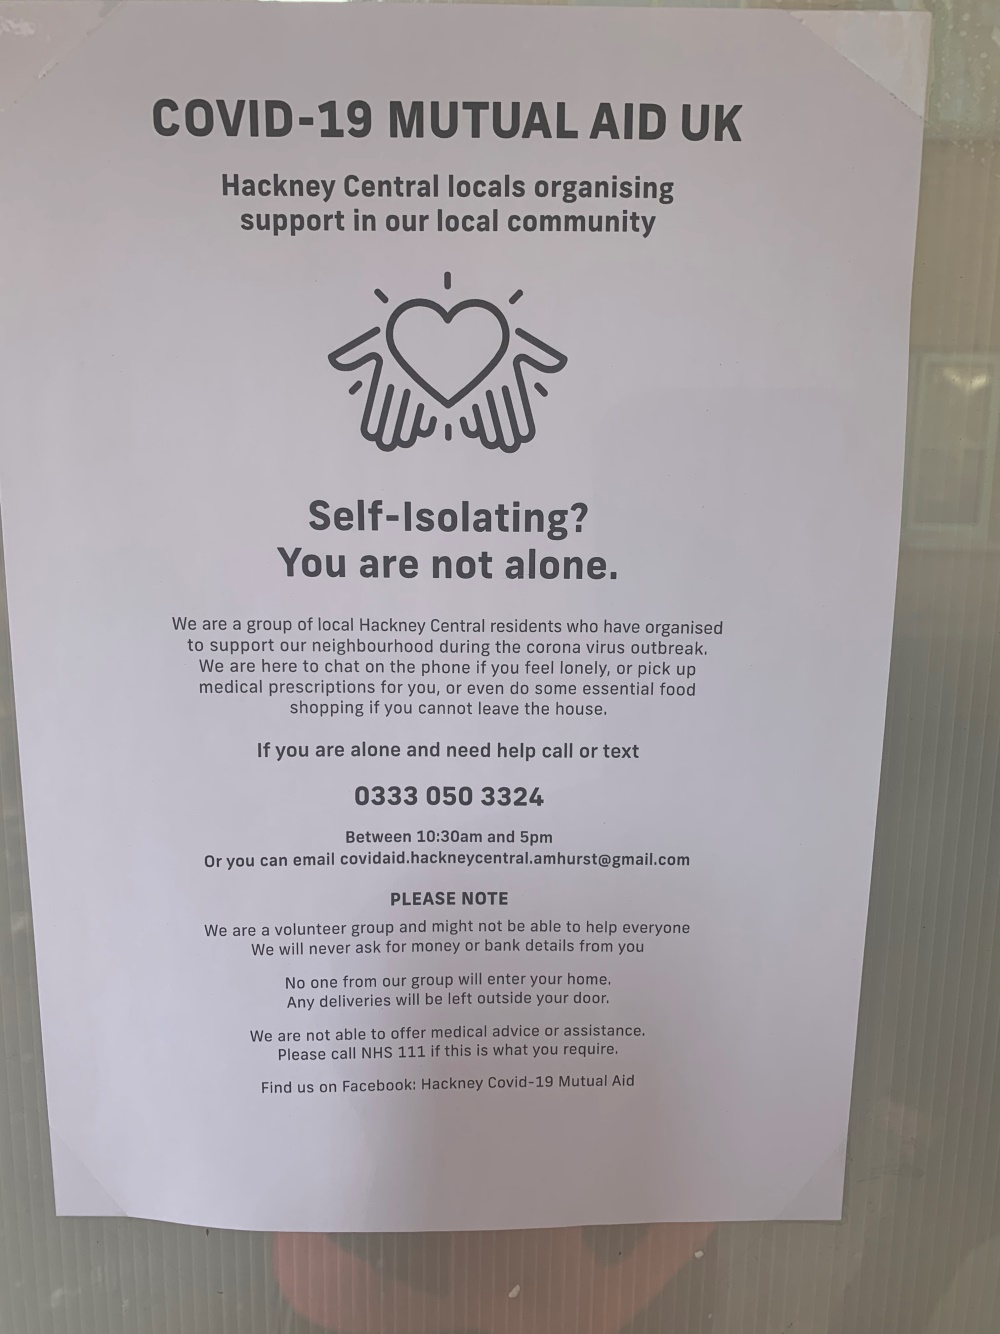 COVID-19 MUTUAL AID UK
Hackney Central locals organising
support in our local community
Self-Isolating?
You are not alone.
We are a group of local Hackney Central residents who have organised
to support our neighbourhood during the corona virus outbreak.
We are here to chat on the phone if you feel lonely, or pick up
medical prescriptions for you, or even do some essential food
shopping if you cannot leave the house.
If you are alone and need help call or text
0333 050 3324
Between 10:30am and 5pm
Or you can email covidaid.hackneycentral.amhurst@gmail.com
PLEASE NOTE
We are a volunteer group and might not be able to help everyone
We will never ask for money or bank details from you
No one from our group will enter your home.
Any deliveries will be left outside your door.
We are not able to offer medical advice or assistance.
Please call NHS 111 if this is what you require.
Find us on Facebook: Hackney Covid-19 Mutual Aid